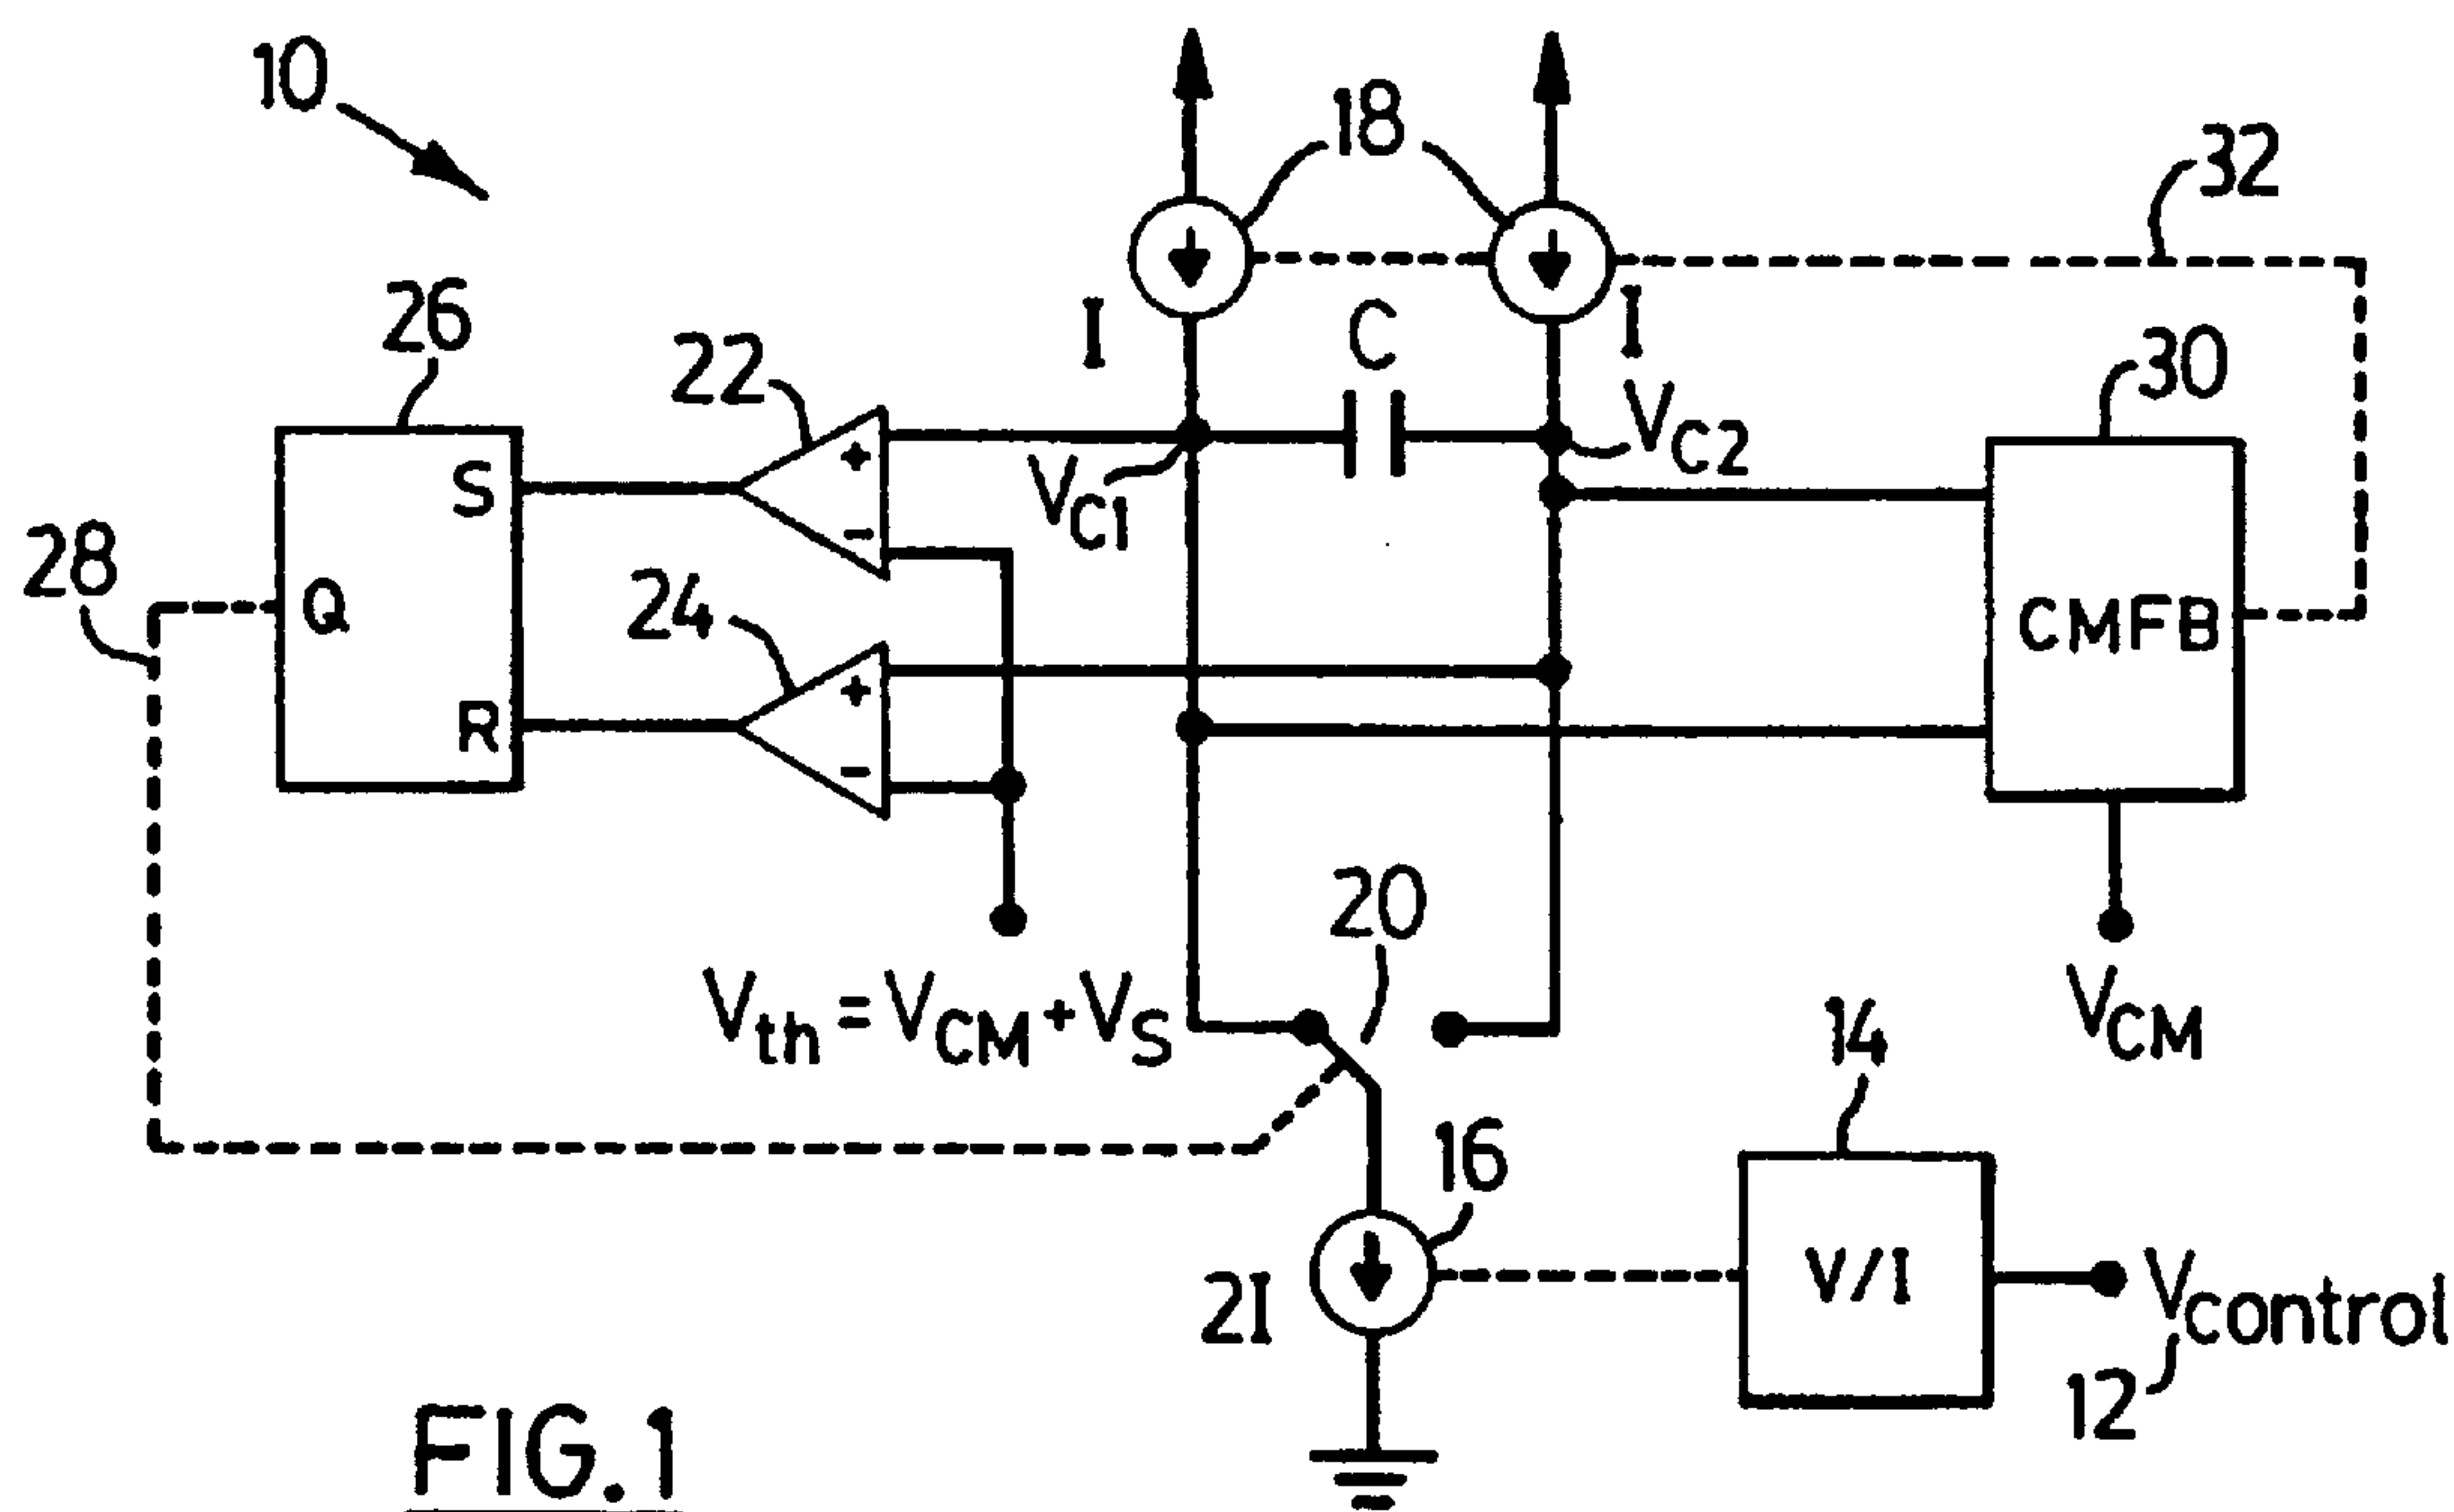 10
18
32
26
22
I
C
I
30
V_C2
S
V_C1
+
-
28
Q
24
CMFB
+
R
-
20
V_th = V_CM + V_S
V_CM
14
16
2I
V/I
V_control
12
FIG. 1